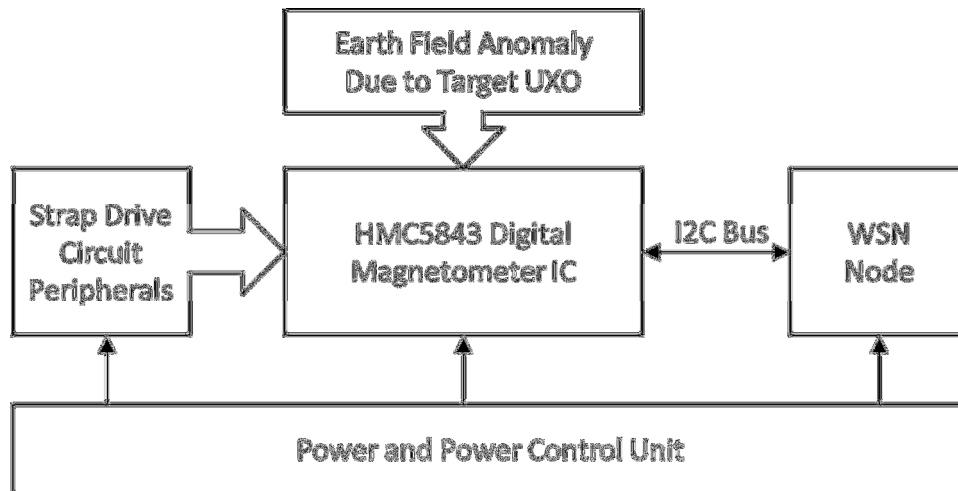 Earth Field Anomaly
Due to Target UXO
Strap Drive
Circuit
Peripherals
HMC5843 Digital
Magnetometer IC
I2C Bus
WSN
Node
Power and Power Control Unit